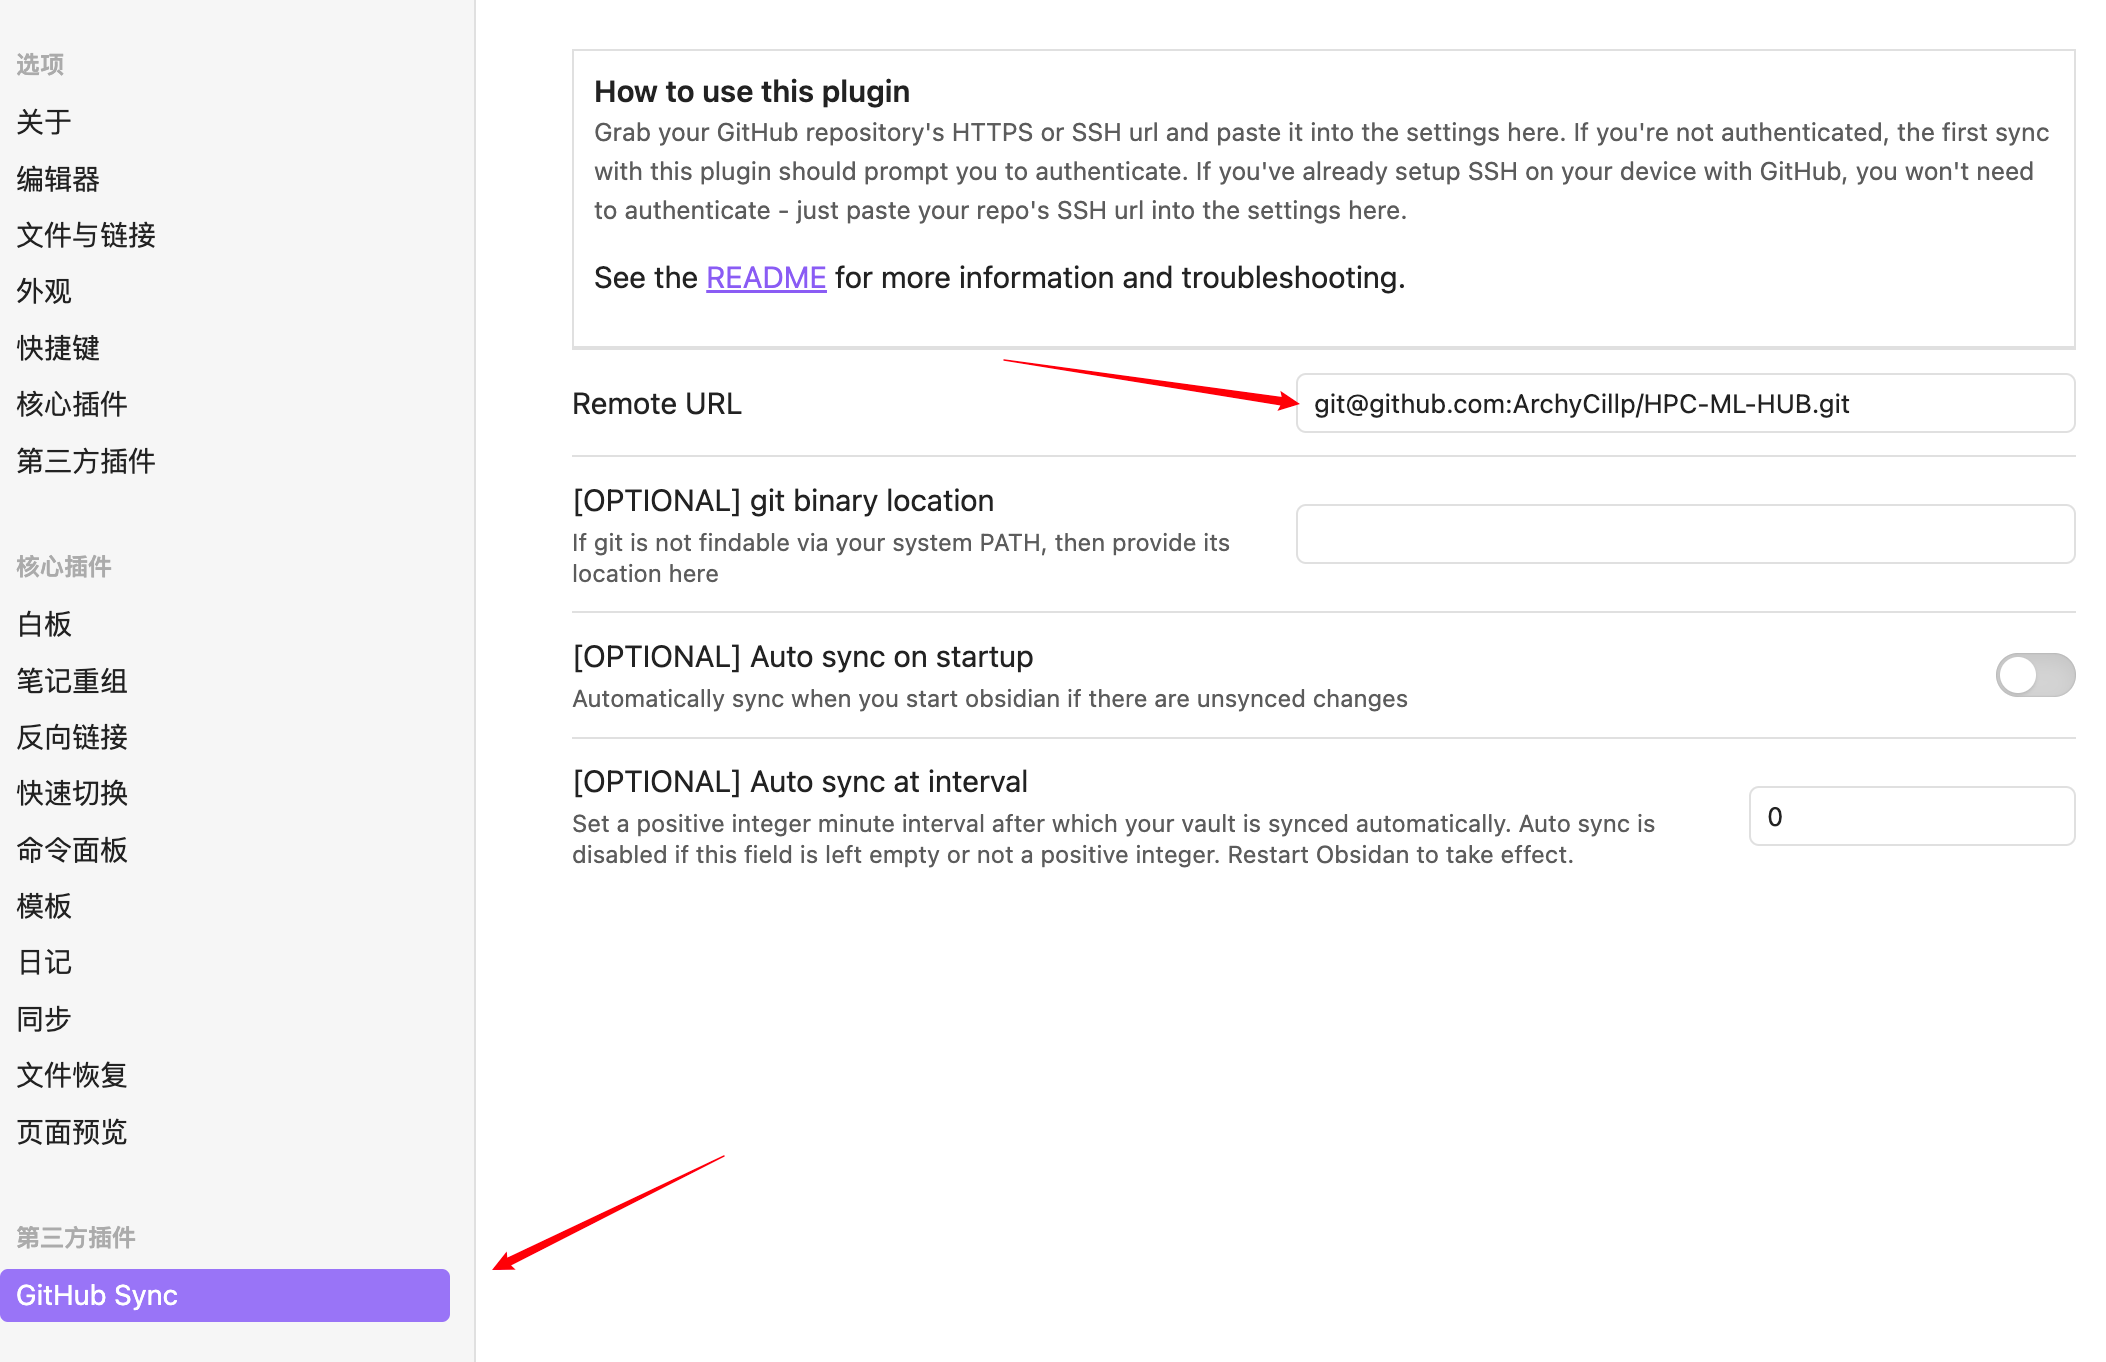 选项
关于
编辑器
文件与链接
外观
快捷键
核心插件
第三方插件
核心插件
白板
笔记重组
反向链接
快速切换
命令面板
模板
日记
同步
文件恢复
页面预览
第三方插件
GitHub Sync
How to use this plugin
Grab your GitHub repository's HTTPS or SSH url and paste it into the settings here. If you're not authenticated, the first sync
with this plugin should prompt you to authenticate. If you've already setup SSH on your device with GitHub, you won't need
to authenticate - just paste your repo's SSH url into the settings here.
See the README for more information and troubleshooting.
Remote URL
git@github.com:ArchyCillp/HPC-ML-HUB.git
[OPTIONAL] git binary location
If git is not findable via your system PATH, then provide its
location here
[OPTIONAL] Auto sync on startup
Automatically sync when you start obsidian if there are unsynced changes
[OPTIONAL] Auto sync at interval
Set a positive integer minute interval after which your vault is synced automatically. Auto sync is
disabled if this field is left empty or not a positive integer. Restart Obsidan to take effect.
0